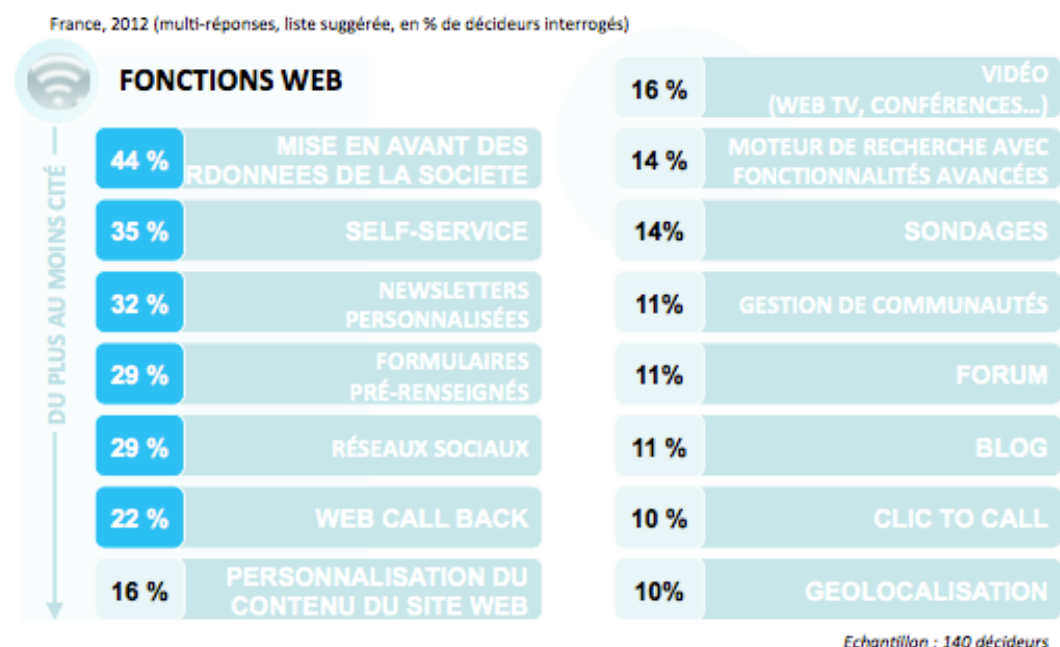 France, 2012 (multi-réponses, liste suggérée, en % de décideurs interrogés)
FONCTIONS WEB
DU PLUS AU MOINS CITÉ
44 %
MISE EN AVANT DES
RDONNEES DE LA SOCIETE
35 %
SELF-SERVICE
32 %
NEWSLETTERS
PERSONNALISÉES
29 %
FORMULAIRES
PRÉ-RENSEIGNÉS
29 %
RÉSEAUX SOCIAUX
22 %
WEB CALL BACK
16 %
PERSONNALISATION DU
CONTENU DU SITE WEB
16 %
VIDÉO
(WEB TV, CONFÉRENCES...)
14 %
MOTEUR DE RECHERCHE AVEC
FONCTIONNALITÉS AVANCÉES
14%
SONDAGES
11%
GESTION DE COMMUNAUTÉS
11%
FORUM
11 %
BLOG
10 %
CLIC TO CALL
10%
GEOLOCALISATION
Echantillon : 140 décideurs